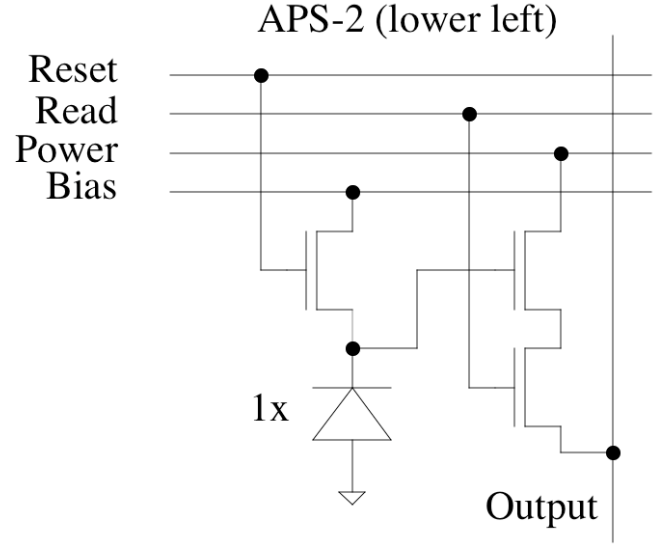 APS-2 (lower left)
Reset
Read
Power
Bias
1x
Output